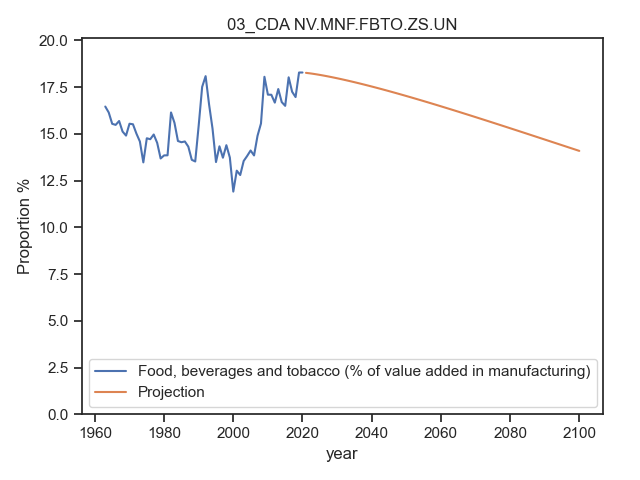 03_CDA NV.MNF.FBTO.ZS.UN
20.0
17.5
15.0
12.5
10.0
7.5
5.0
2.5
0.0
Proportion %
Food, beverages and tobacco (% of value added in manufacturing)
Projection
1960 1980 2000 2020 2040 2060 2080 2100
year